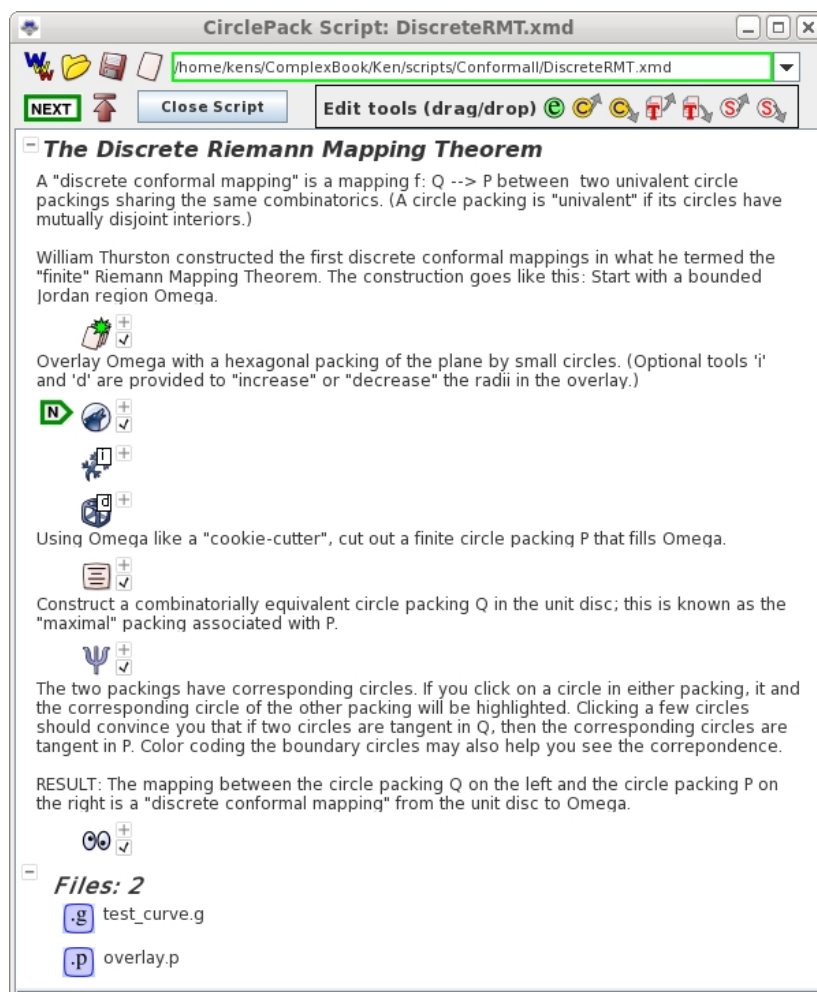 CirclePack Script: DiscreteRMT.xmd
/home/kens/ComplexBook/Ken/scripts/Conformall/DiscreteRMT.xmd
NEXT Close Script Edit tools (drag/drop) e C C T T S S
The Discrete Riemann Mapping Theorem
A "discrete conformal mapping" is a mapping f: Q --> P between two univalent circle
packings sharing the same combinatorics. (A circle packing is "univalent" if its circles have
mutually disjoint interiors.)
William Thurston constructed the first discrete conformal mappings in what he termed the
"finite" Riemann Mapping Theorem. The construction goes like this: Start with a bounded
Jordan region Omega.
Overlay Omega with a hexagonal packing of the plane by small circles. (Optional tools 'i'
and 'd' are provided to "increase" or "decrease" the radii in the overlay.)
N
i
d
Using Omega like a "cookie-cutter", cut out a finite circle packing P that fills Omega.
Construct a combinatorially equivalent circle packing Q in the unit disc; this is known as the
"maximal" packing associated with P.
Ψ
The two packings have corresponding circles. If you click on a circle in either packing, it and
the corresponding circle of the other packing will be highlighted. Clicking a few circles
should convince you that if two circles are tangent in Q, then the corresponding circles are
tangent in P. Color coding the boundary circles may also help you see the correpondence.
RESULT: The mapping between the circle packing Q on the left and the circle packing P on
the right is a "discrete conformal mapping" from the unit disc to Omega.
Files: 2
.g test_curve.g
.p overlay.p